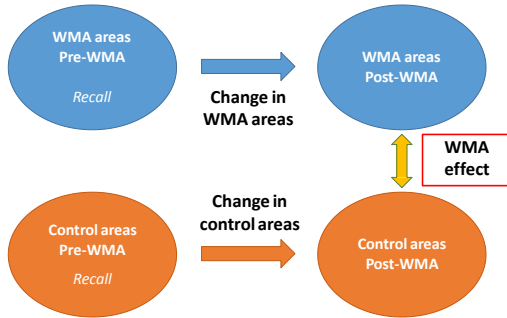 WMA areas
Pre-WMA
Recall
Change in
WMA areas
WMA areas
Post-WMA
WMA
effect
Control areas
Pre-WMA
Recall
Change in
control areas
Control areas
Post-WMA